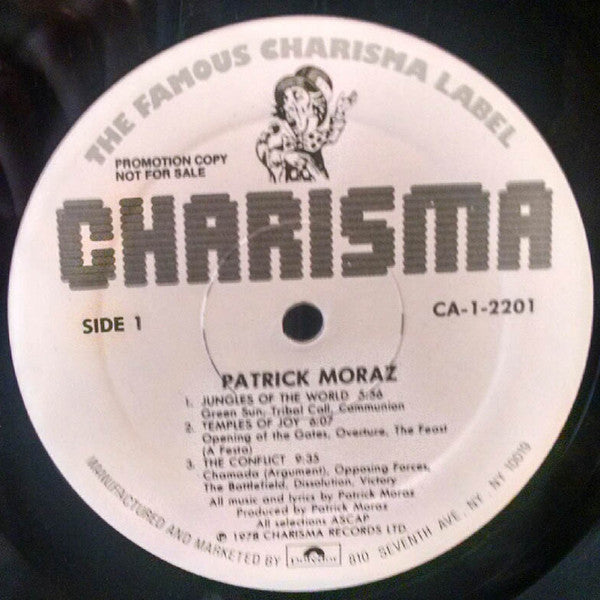 THE FAMOUS CHARISMA LABEL
PROMOTION COPY
NOT FOR SALE
CHARISMA
SIDE 1
CA-1-2201
PATRICK MORAZ
1. JUNGLES OF THE WORLD 5:56
Green Sun, Tribal Call, Communion
2. TEMPLES OF JOY 6:07
Opening of the Gates, Overture, The Feast
(A Festa)
3. THE CONFLICT 9:35
Chamada (Argument), Opposing Forces,
The Battlefield, Dissolution, Victory
All music and lyrics by Patrick Moraz
Produced by Patrick Moraz
All selections ASCAP
℗ 1978 CHARISMA RECORDS LTD.
MANUFACTURED AND MARKETED BY Polydor 810 SEVENTH AVE., NY, NY 10019